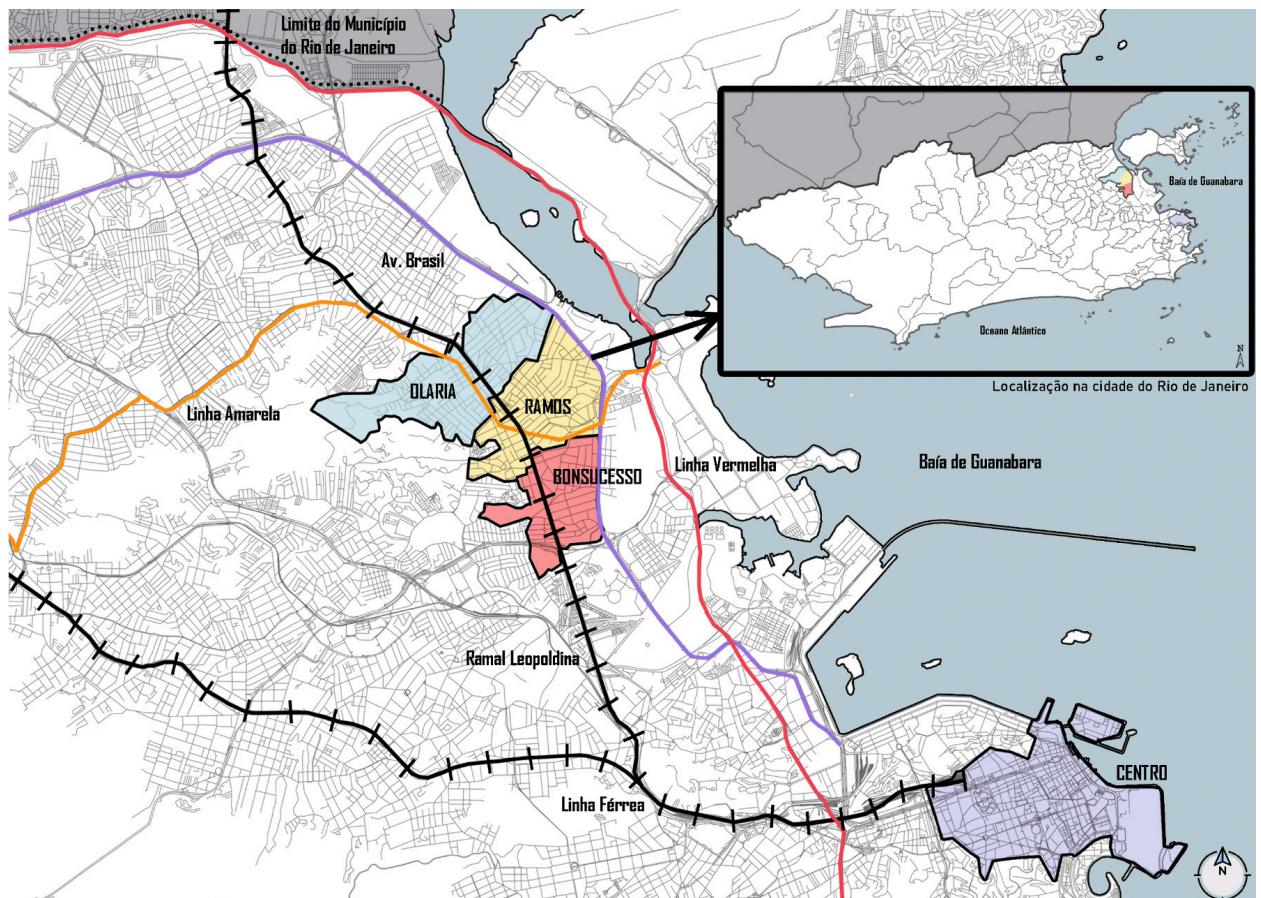 Limite do Município
do Rio de Janeiro
Baía de Guanabara
Oceano Atlântico
N
Localização na cidade do Rio de Janeiro
Av. Brasil
OLARIA
RAMOS
Linha Amarela
BONSUCESSO
Linha Vermelha
Baía de Guanabara
Ramal Leopoldina
CENTRO
Linha Férrea
N